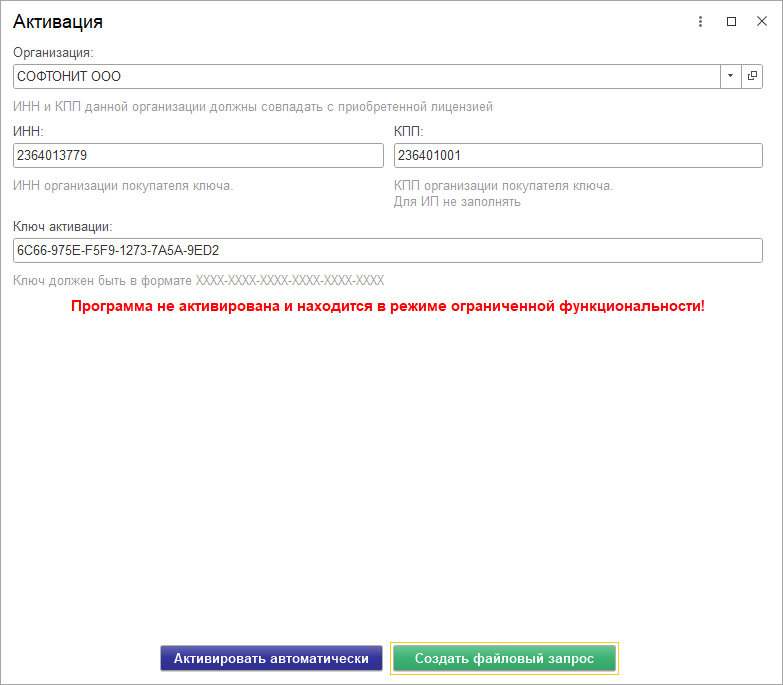 Активация
Организация:
СОФТОНИТ ООО
ИНН и КПП данной организации должны совпадать с приобретенной лицензией
ИНН:
КПП:
2364013779
236401001
ИНН организации покупателя ключа.
КПП организации покупателя ключа.
Для ИП не заполнять
Ключ активации:
6C66-975E-F5F9-1273-7A5A-9ED2
Ключ должен быть в формате XXXX-XXXX-XXXX-XXXX-XXXX-XXXX
Программа не активирована и находится в режиме ограниченной функциональности!
Активировать автоматически
Создать файловый запрос